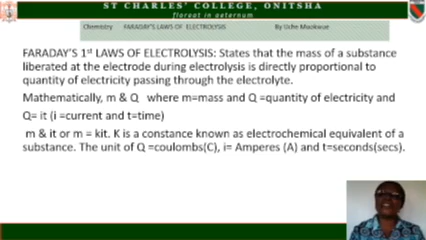 ST CHARLES' COLLEGE, ONITSHA
floreat in aeternum
Chemistry FARADAY'S LAWS OF ELECTROLYSIS By Uche Muokwue
FARADAY'S 1st LAWS OF ELECTROLYSIS: States that the mass of a substance
liberated at the electrode during electrolysis is directly proportional to
quantity of electricity passing through the electrolyte.
Mathematically, m & Q where m=mass and Q =quantity of electricity and
Q= it (i =current and t=time)
m & it or m = kit. K is a constance known as electrochemical equivalent of a
substance. The unit of Q =coulombs(C), i= Amperes (A) and t=seconds(secs).